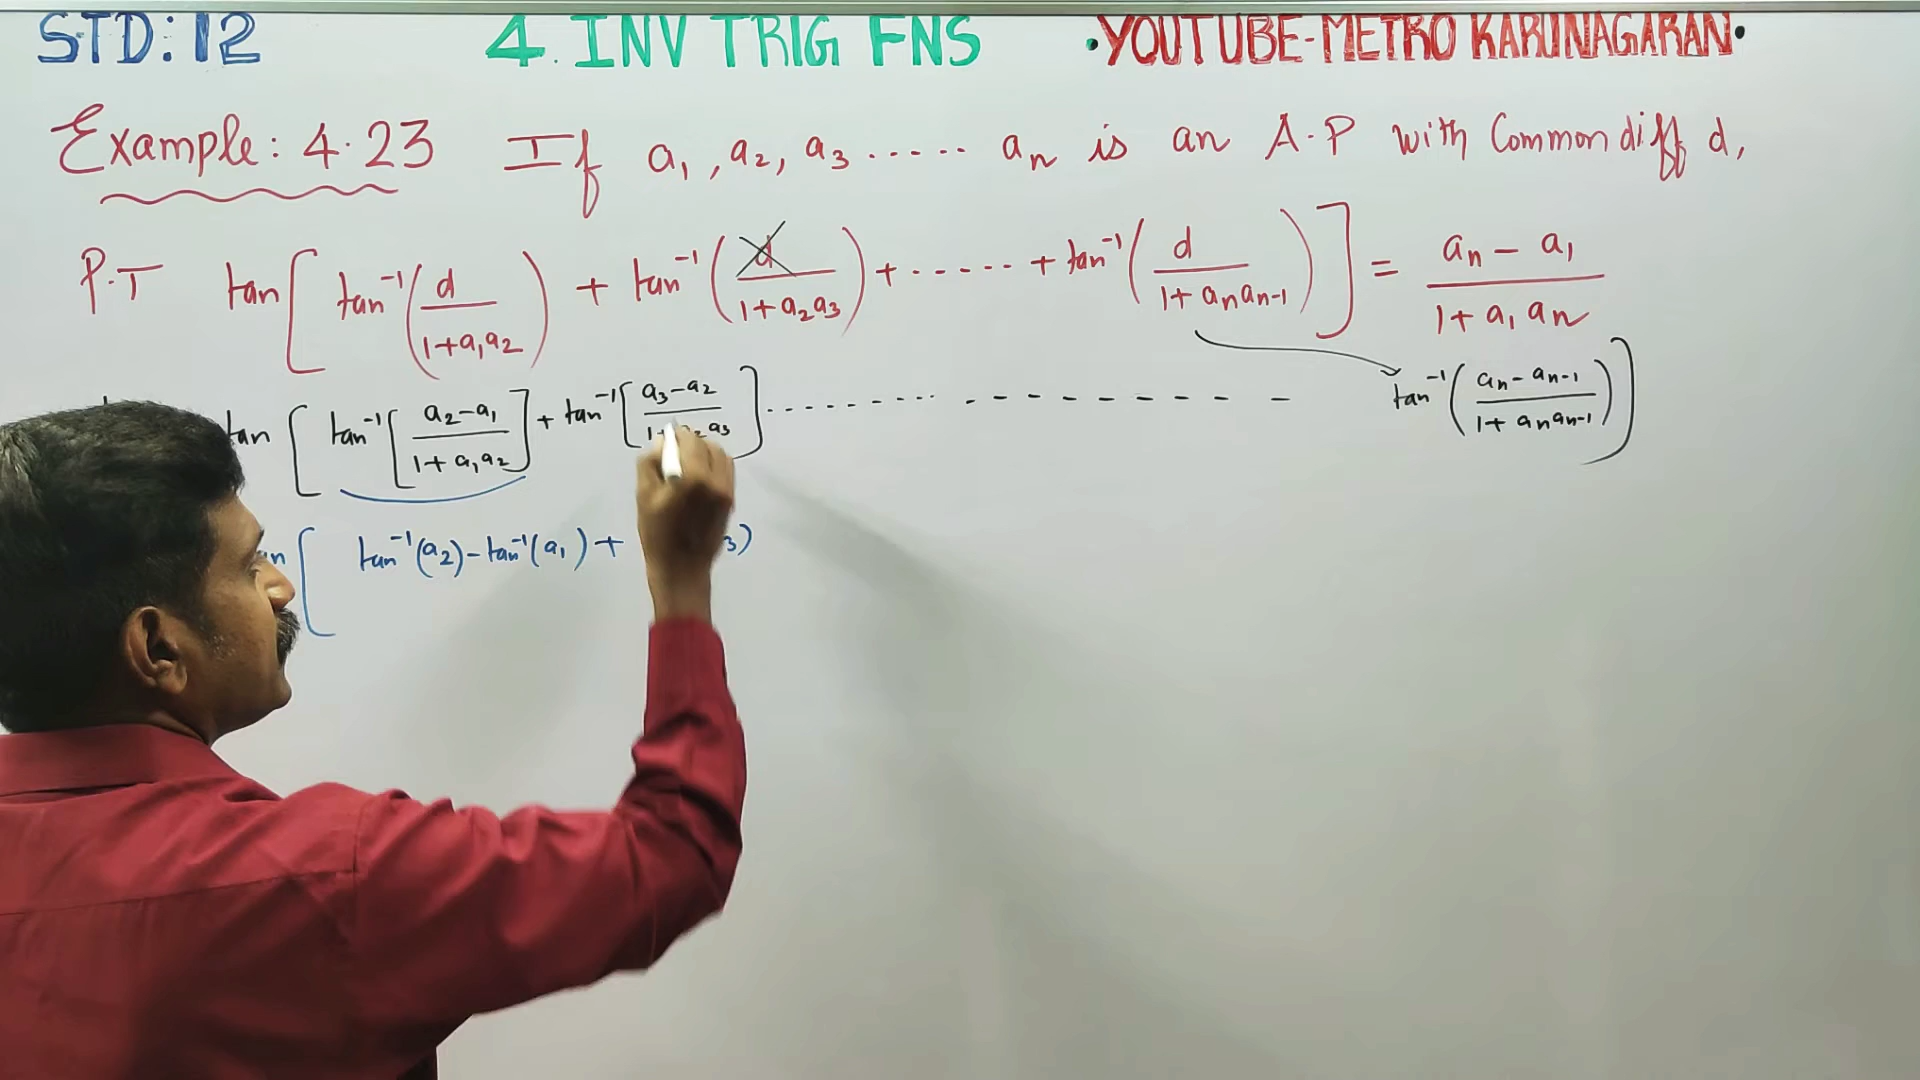 STD: 12 4. INV TRIG FNS • YOUTUBE-METRO KARUNAGARAN •
Example: 4.23 If a₁, a₂, a₃ ..... aₙ is an A.P with Common diff d,
P.T tan[ tan⁻¹(d/(1+a₁a₂)) + tan⁻¹(d/(1+a₂a₃)) + ...... + tan⁻¹(d/(1+aₙaₙ₋₁)) ] = (aₙ - a₁)/(1+a₁aₙ)
tan [ tan⁻¹[(a₂-a₁)/(1+a₁a₂)] + tan⁻¹[(a₃-a₂)/(1+a₂a₃)] .......... - - - - - - - - tan⁻¹((aₙ-aₙ₋₁)/(1+aₙaₙ₋₁)) ]
[ tan⁻¹(a₂) - tan⁻¹(a₁) + ₃)